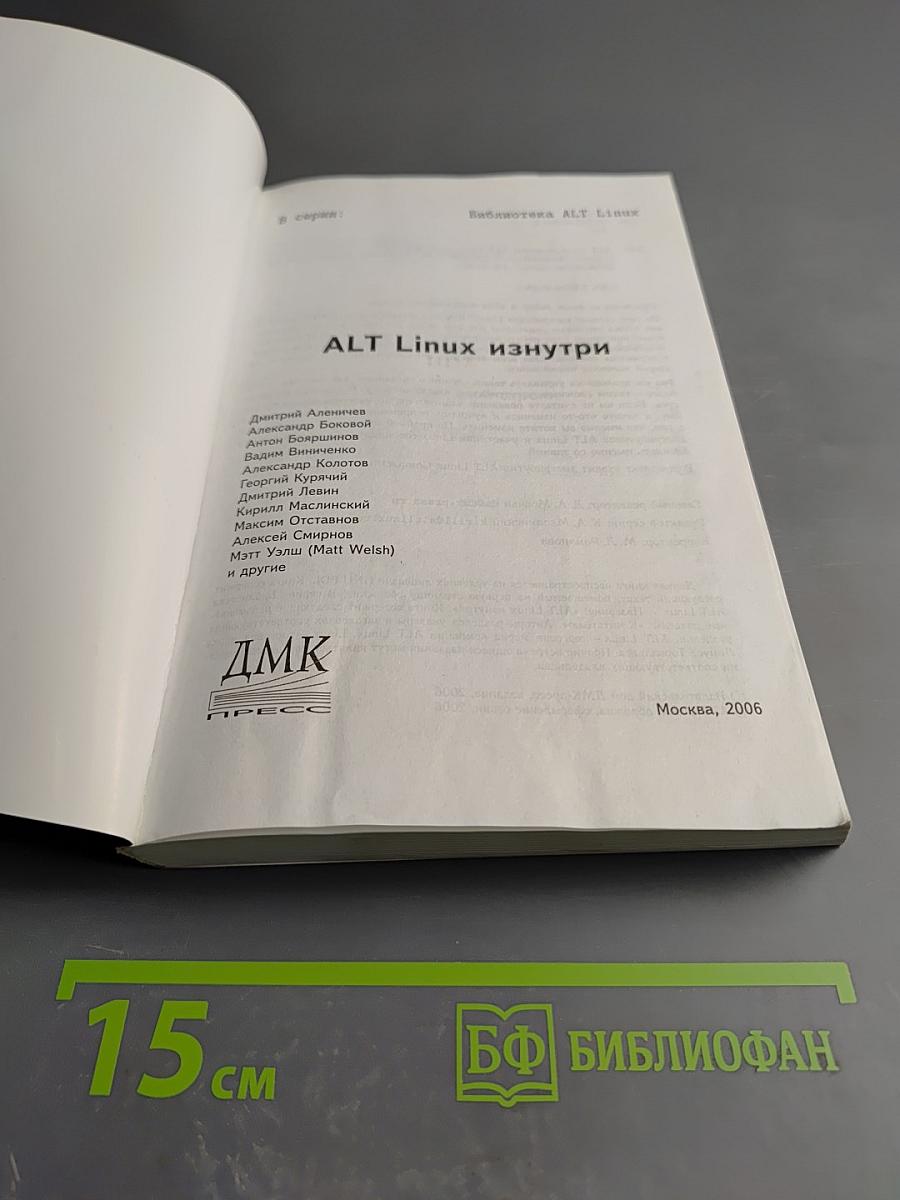 В серии:
Библиотека ALT Linux
ALT Linux изнутри
Дмитрий Аленичев
Александр Боковой
Антон Бояршинов
Вадим Виниченко
Александр Колотов
Георгий Курячий
Дмитрий Левин
Кирилл Маслинский
Максим Отставнов
Алексей Смирнов
Мэтт Уэлш (Matt Welsh)
и другие
ДМК
ПРЕСС
Москва, 2006
15 см
БФ БИБЛИОФАН